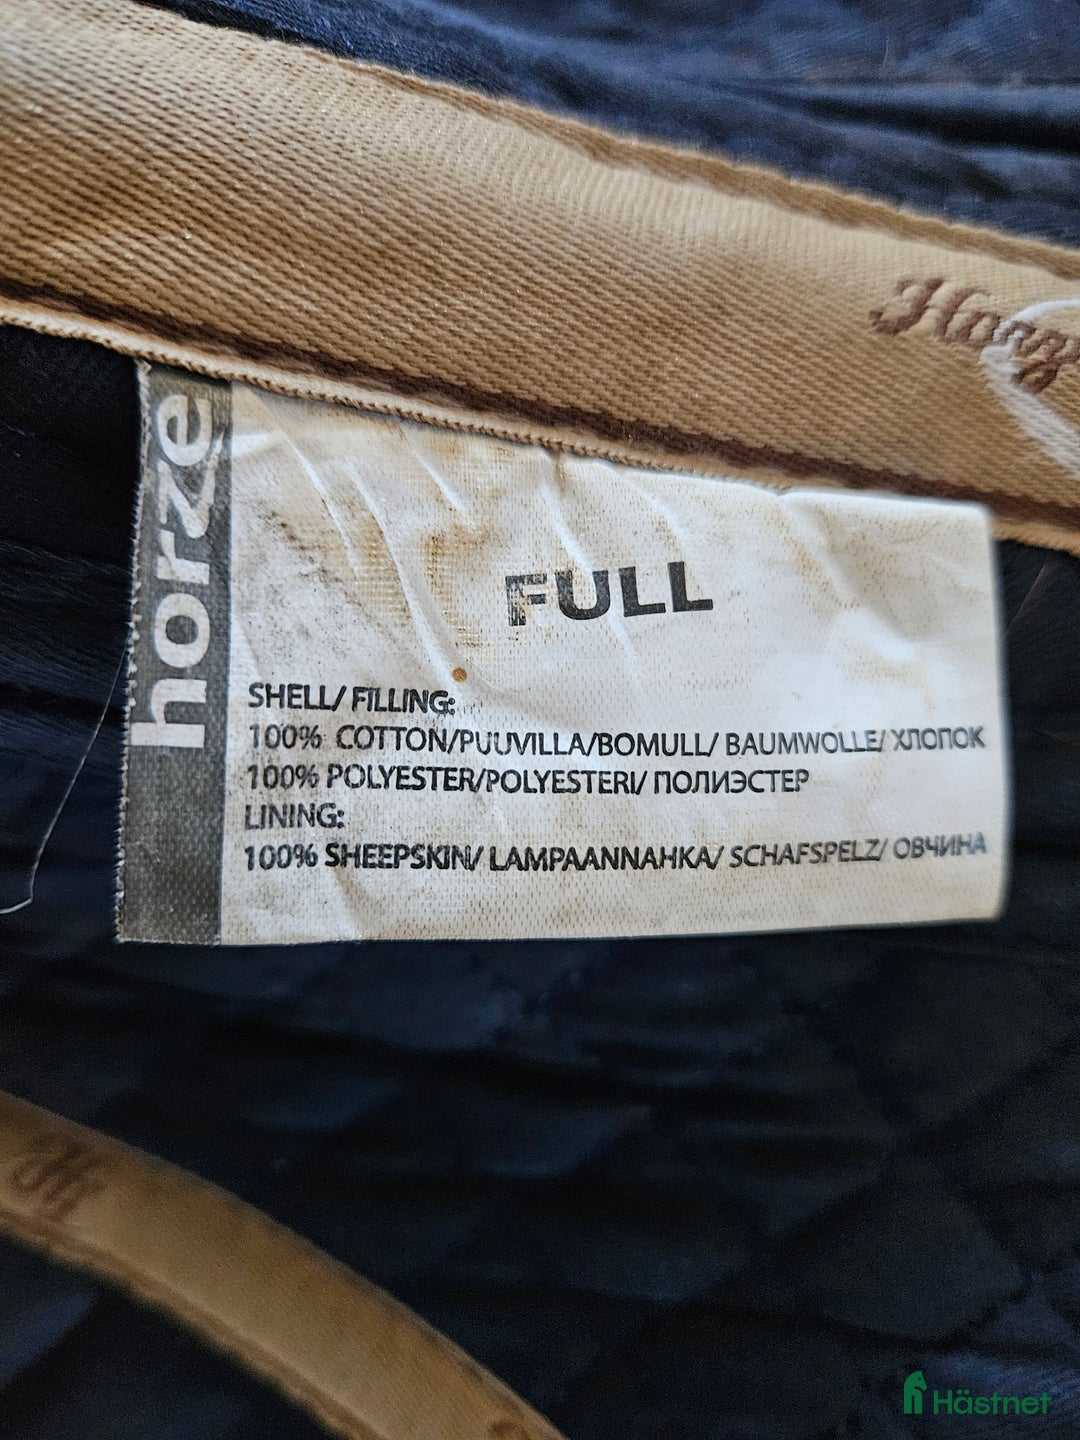 Horze
horze
FULL
SHELL/ FILLING:
100% COTTON/PUUVILLA/BOMULL/ BAUMWOLLE/ ХЛОПОК
100% POLYESTER/POLYESTERI/ ПОЛИЭСТЕР
LINING:
100% SHEEPSKIN/ LAMPAANNAHKA/ SCHAFSPELZ/ ОВЧИНА
Hästnet